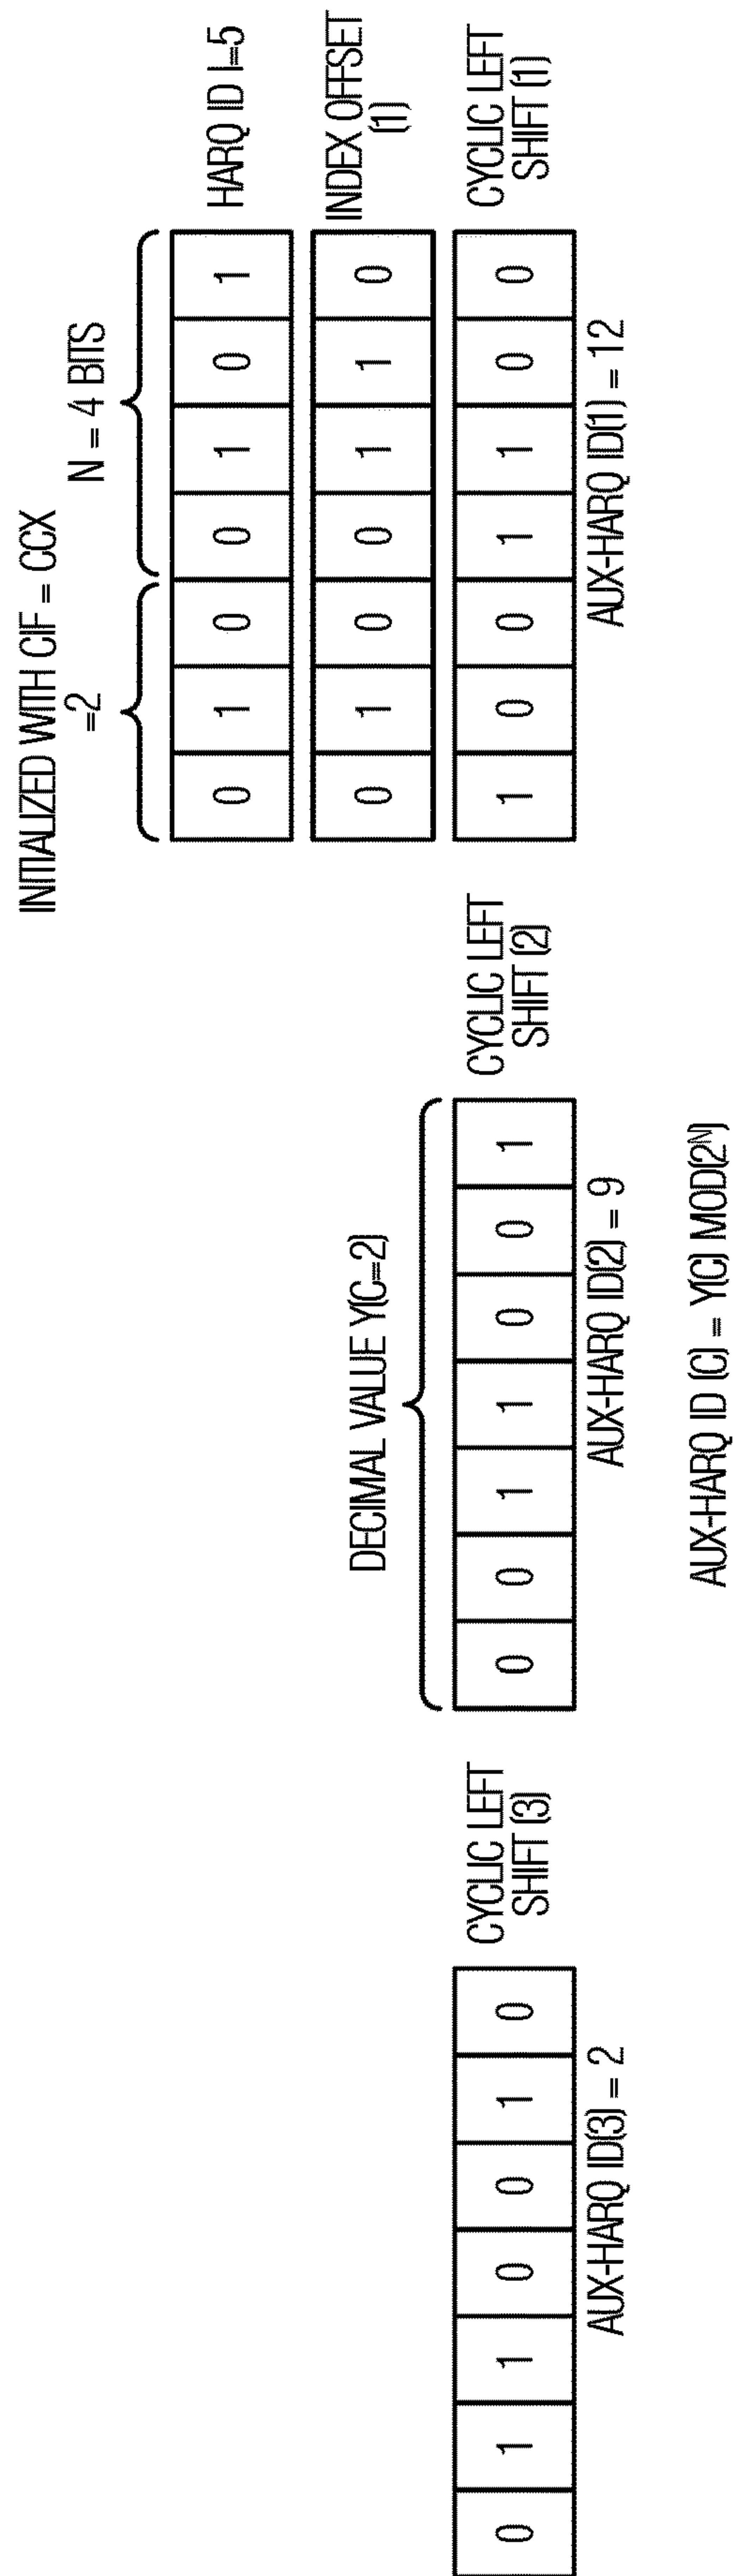 INITIALIZED WITH CIF = CCX
=2
N = 4 BITS
0 1 0 0 1 0 1
HARQ ID I=5
0 1 0 0 1 1 0
INDEX OFFSET
(1)
1 0 0 1 1 0 0
CYCLIC LEFT
SHIFT (1)
AUX-HARQ ID(1) = 12
DECIMAL VALUE Y(C=2)
0 0 1 1 0 0 1
CYCLIC LEFT
SHIFT (2)
AUX-HARQ ID(2) = 9
0 1 1 0 0 1 0
CYCLIC LEFT
SHIFT (3)
AUX-HARQ ID(3) = 2
AUX-HARQ ID (C) = Y(C) MOD(2ᴺ)